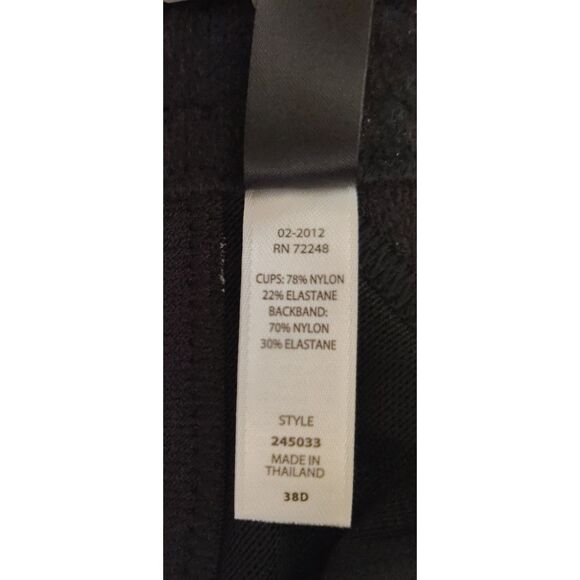 02-2012
RN 72248
CUPS: 78% NYLON
22% ELASTANE
BACKBAND:
70% NYLON
30% ELASTANE
STYLE
245033
MADE IN
THAILAND
38D